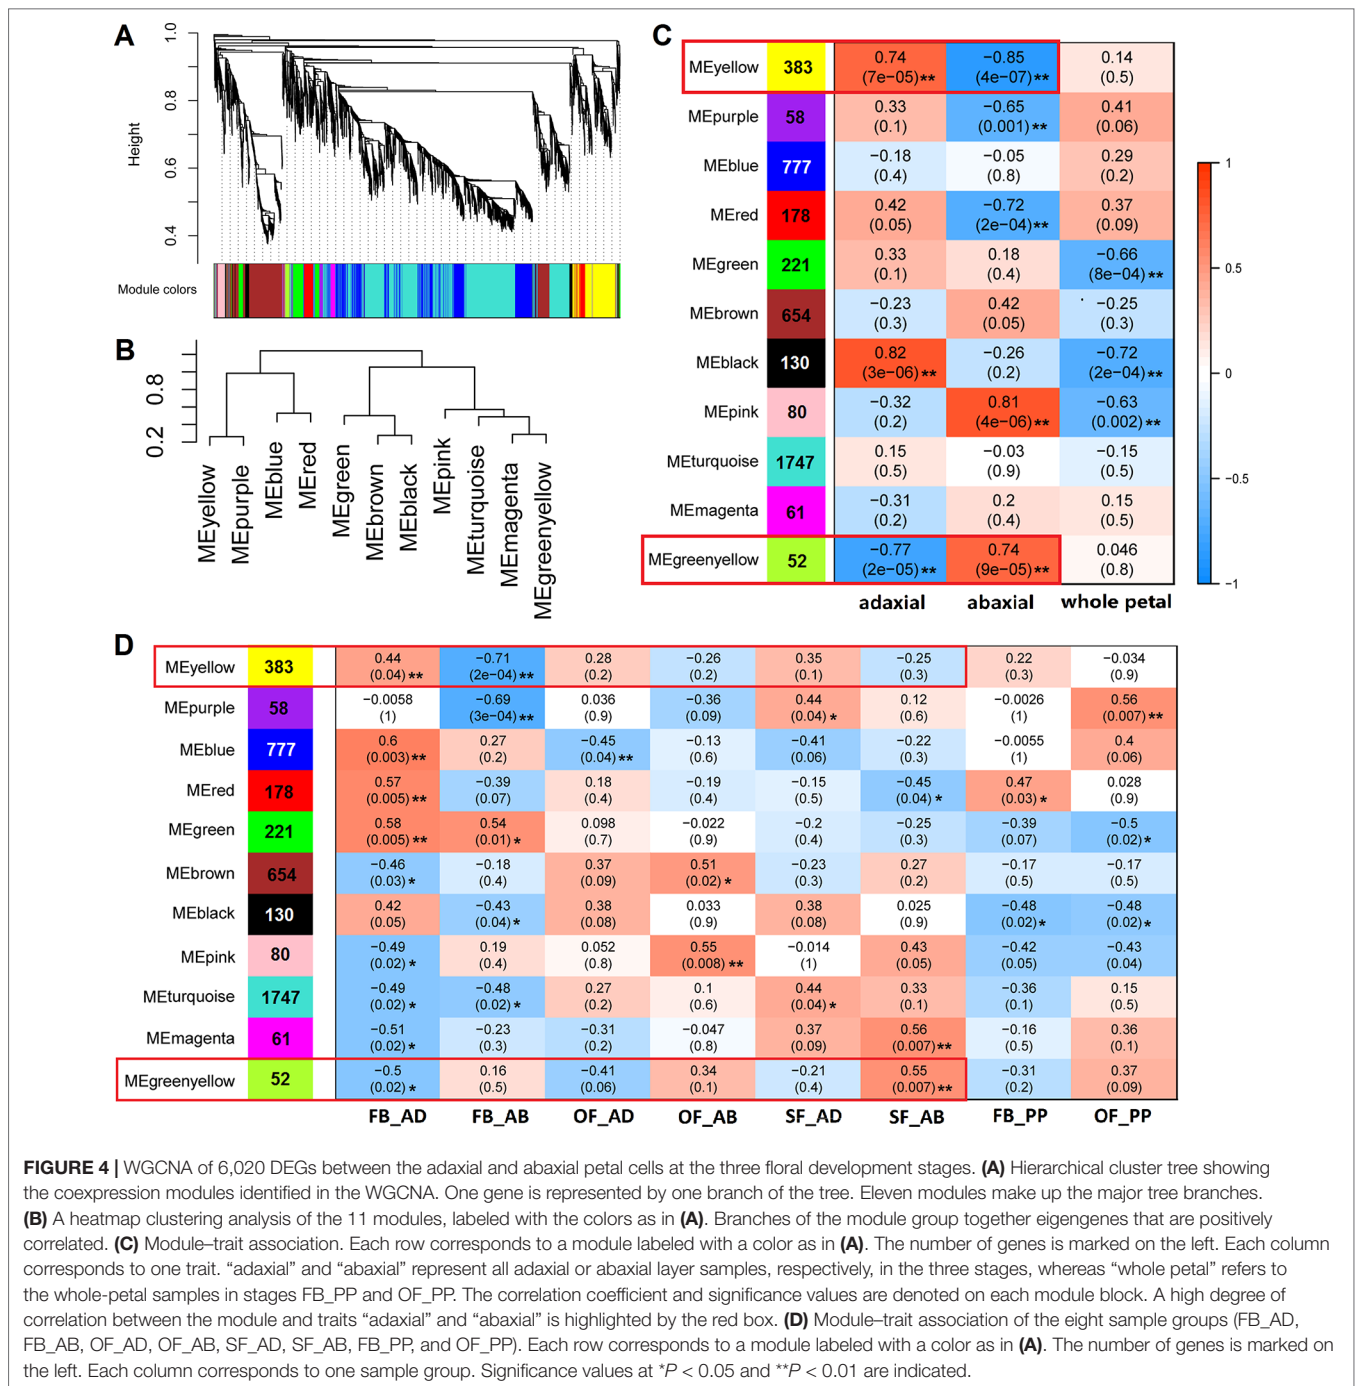 A
1.0
0.8
0.6
0.4
Height
Module colors
B
0.8
0.2
MEyellow
MEpurple
MEblue
MEred
MEgreen
MEbrown
MEblack
MEpink
MEturquoise
MEmagenta
MEgreenyellow
C
MEyellow 383 0.74 −0.85 0.14
(7e−05)** (4e−07)** (0.5)
MEpurple 58 0.33 −0.65 0.41
(0.1) (0.001)** (0.06)
MEblue 777 −0.18 −0.05 0.29
(0.4) (0.8) (0.2)
MEred 178 0.42 −0.72 0.37
(0.05) (2e−04)** (0.09)
MEgreen 221 0.33 0.18 −0.66
(0.1) (0.4) (8e−04)**
MEbrown 654 −0.23 0.42 −0.25
(0.3) (0.05) (0.3)
MEblack 130 0.82 −0.26 −0.72
(3e−06)** (0.2) (2e−04)**
MEpink 80 −0.32 0.81 −0.63
(0.2) (4e−06)** (0.002)**
MEturquoise 1747 0.15 −0.03 −0.15
(0.5) (0.9) (0.5)
MEmagenta 61 −0.31 0.2 0.15
(0.2) (0.4) (0.5)
MEgreenyellow 52 −0.77 0.74 0.046
(2e−05)** (9e−05)** (0.8)
adaxial abaxial whole petal
1
0.5
0
−0.5
−1
D
MEyellow 383 0.44 −0.71 0.28 −0.26 0.35 −0.25 0.22 −0.034
(0.04)** (2e−04)** (0.2) (0.2) (0.1) (0.3) (0.3) (0.9)
MEpurple 58 −0.0058 −0.69 0.036 −0.36 0.44 0.12 −0.0026 0.56
(1) (3e−04)** (0.9) (0.09) (0.04)* (0.6) (1) (0.007)**
MEblue 777 0.6 0.27 −0.45 −0.13 −0.41 −0.22 −0.0055 0.4
(0.003)** (0.2) (0.04)** (0.6) (0.06) (0.3) (1) (0.06)
MEred 178 0.57 −0.39 0.18 −0.19 −0.15 −0.45 0.47 0.028
(0.005)** (0.07) (0.4) (0.4) (0.5) (0.04)* (0.03)* (0.9)
MEgreen 221 0.58 0.54 0.098 −0.022 −0.2 −0.25 −0.39 −0.5
(0.005)** (0.01)* (0.7) (0.9) (0.4) (0.3) (0.07) (0.02)*
MEbrown 654 −0.46 −0.18 0.37 0.51 −0.23 0.27 −0.17 −0.17
(0.03)* (0.4) (0.09) (0.02)* (0.3) (0.2) (0.5) (0.5)
MEblack 130 0.42 −0.43 0.38 0.033 0.38 0.025 −0.48 −0.48
(0.05) (0.04)* (0.08) (0.9) (0.08) (0.9) (0.02)* (0.02)*
MEpink 80 −0.49 0.19 0.052 0.55 −0.014 0.43 −0.42 −0.43
(0.02)* (0.4) (0.8) (0.008)** (1) (0.05) (0.05) (0.04)
MEturquoise 1747 −0.49 −0.48 0.27 0.1 0.44 0.33 −0.36 0.15
(0.02)* (0.02)* (0.2) (0.6) (0.04)* (0.1) (0.1) (0.5)
MEmagenta 61 −0.51 −0.23 −0.31 −0.047 0.37 0.56 −0.16 0.36
(0.02)* (0.3) (0.2) (0.8) (0.09) (0.007)** (0.5) (0.1)
MEgreenyellow 52 −0.5 0.16 −0.41 0.34 −0.21 0.55 −0.31 0.37
(0.02)* (0.5) (0.06) (0.1) (0.4) (0.007)** (0.2) (0.09)
FB_AD FB_AB OF_AD OF_AB SF_AD SF_AB FB_PP OF_PP
FIGURE 4 | WGCNA of 6,020 DEGs between the adaxial and abaxial petal cells at the three floral development stages. (A) Hierarchical cluster tree showing
the coexpression modules identified in the WGCNA. One gene is represented by one branch of the tree. Eleven modules make up the major tree branches.
(B) A heatmap clustering analysis of the 11 modules, labeled with the colors as in (A). Branches of the module group together eigengenes that are positively
correlated. (C) Module–trait association. Each row corresponds to a module labeled with a color as in (A). The number of genes is marked on the left. Each column
corresponds to one trait. “adaxial” and “abaxial” represent all adaxial or abaxial layer samples, respectively, in the three stages, whereas “whole petal” refers to
the whole-petal samples in stages FB_PP and OF_PP. The correlation coefficient and significance values are denoted on each module block. A high degree of
correlation between the module and traits “adaxial” and “abaxial” is highlighted by the red box. (D) Module–trait association of the eight sample groups (FB_AD,
FB_AB, OF_AD, OF_AB, SF_AD, SF_AB, FB_PP, and OF_PP). Each row corresponds to a module labeled with a color as in (A). The number of genes is marked on
the left. Each column corresponds to one sample group. Significance values at *P < 0.05 and **P < 0.01 are indicated.